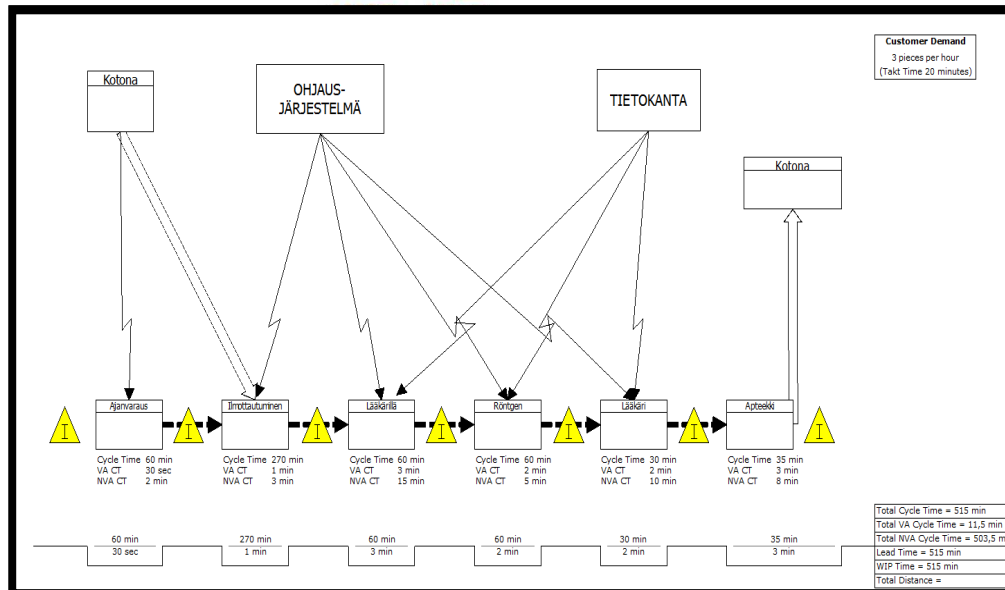 Customer Demand
3 pieces per hour
(Takt Time 20 minutes)
Kotona
OHJAUS-
JÄRJESTELMÄ
TIETOKANTA
Kotona
Ajanvaraus
Ilmottautuminen
Lääkärillä
Röntgen
Lääkäri
Apteekki
I I I I I I I
Cycle Time 60 min
VA CT 30 sec
NVA CT 2 min
Cycle Time 270 min
VA CT 1 min
NVA CT 3 min
Cycle Time 60 min
VA CT 3 min
NVA CT 15 min
Cycle Time 60 min
VA CT 2 min
NVA CT 5 min
Cycle Time 30 min
VA CT 2 min
NVA CT 10 min
Cycle Time 35 min
VA CT 3 min
NVA CT 8 min
60 min 270 min 60 min 60 min 30 min 35 min
30 sec 1 min 3 min 2 min 2 min 3 min
Total Cycle Time = 515 min
Total VA Cycle Time = 11,5 min
Total NVA Cycle Time = 503,5 m
Lead Time = 515 min
WIP Time = 515 min
Total Distance =